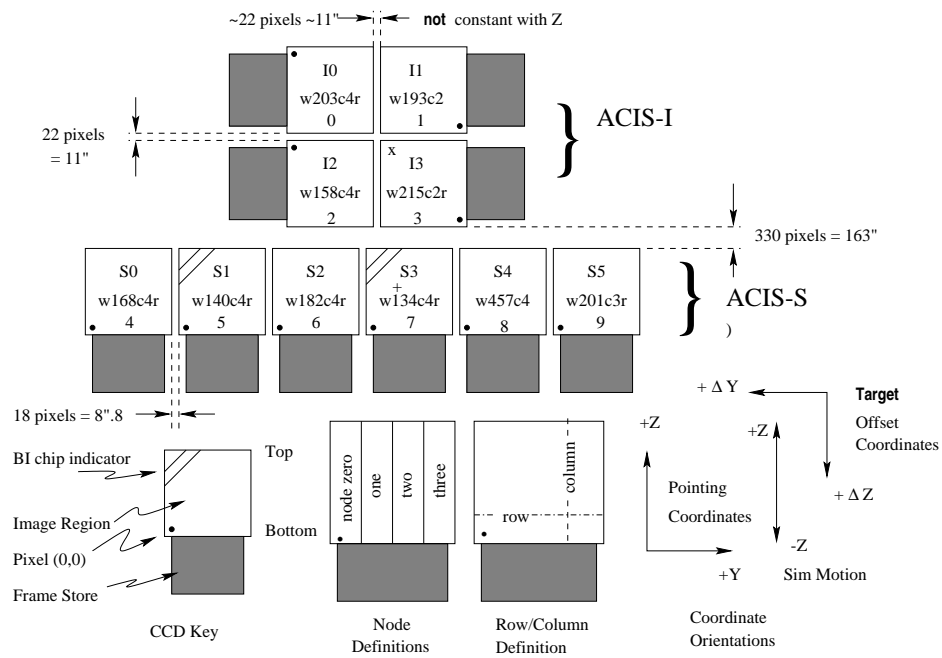 ~22 pixels ~11"
not constant with Z
I0
w203c4r
0
I1
w193c2
1
ACIS-I
22 pixels
= 11"
I2
w158c4r
2
x I3
w215c2r
3
330 pixels = 163"
S0
w168c4r
4
S1
w140c4r
5
S2
w182c4r
6
S3
+
w134c4r
7
S4
w457c4
8
S5
w201c3r
9
ACIS-S
)
18 pixels = 8".8
BI chip indicator
Image Region
Pixel (0,0)
Frame Store
Top
Bottom
CCD Key
node zero
one
two
three
Node
Definitions
column
row
Row/Column
Definition
+ Δ Y
Target
Offset
Coordinates
+ Δ Z
+Z
Pointing
Coordinates
+Y
+Z
-Z
Sim Motion
Coordinate
Orientations